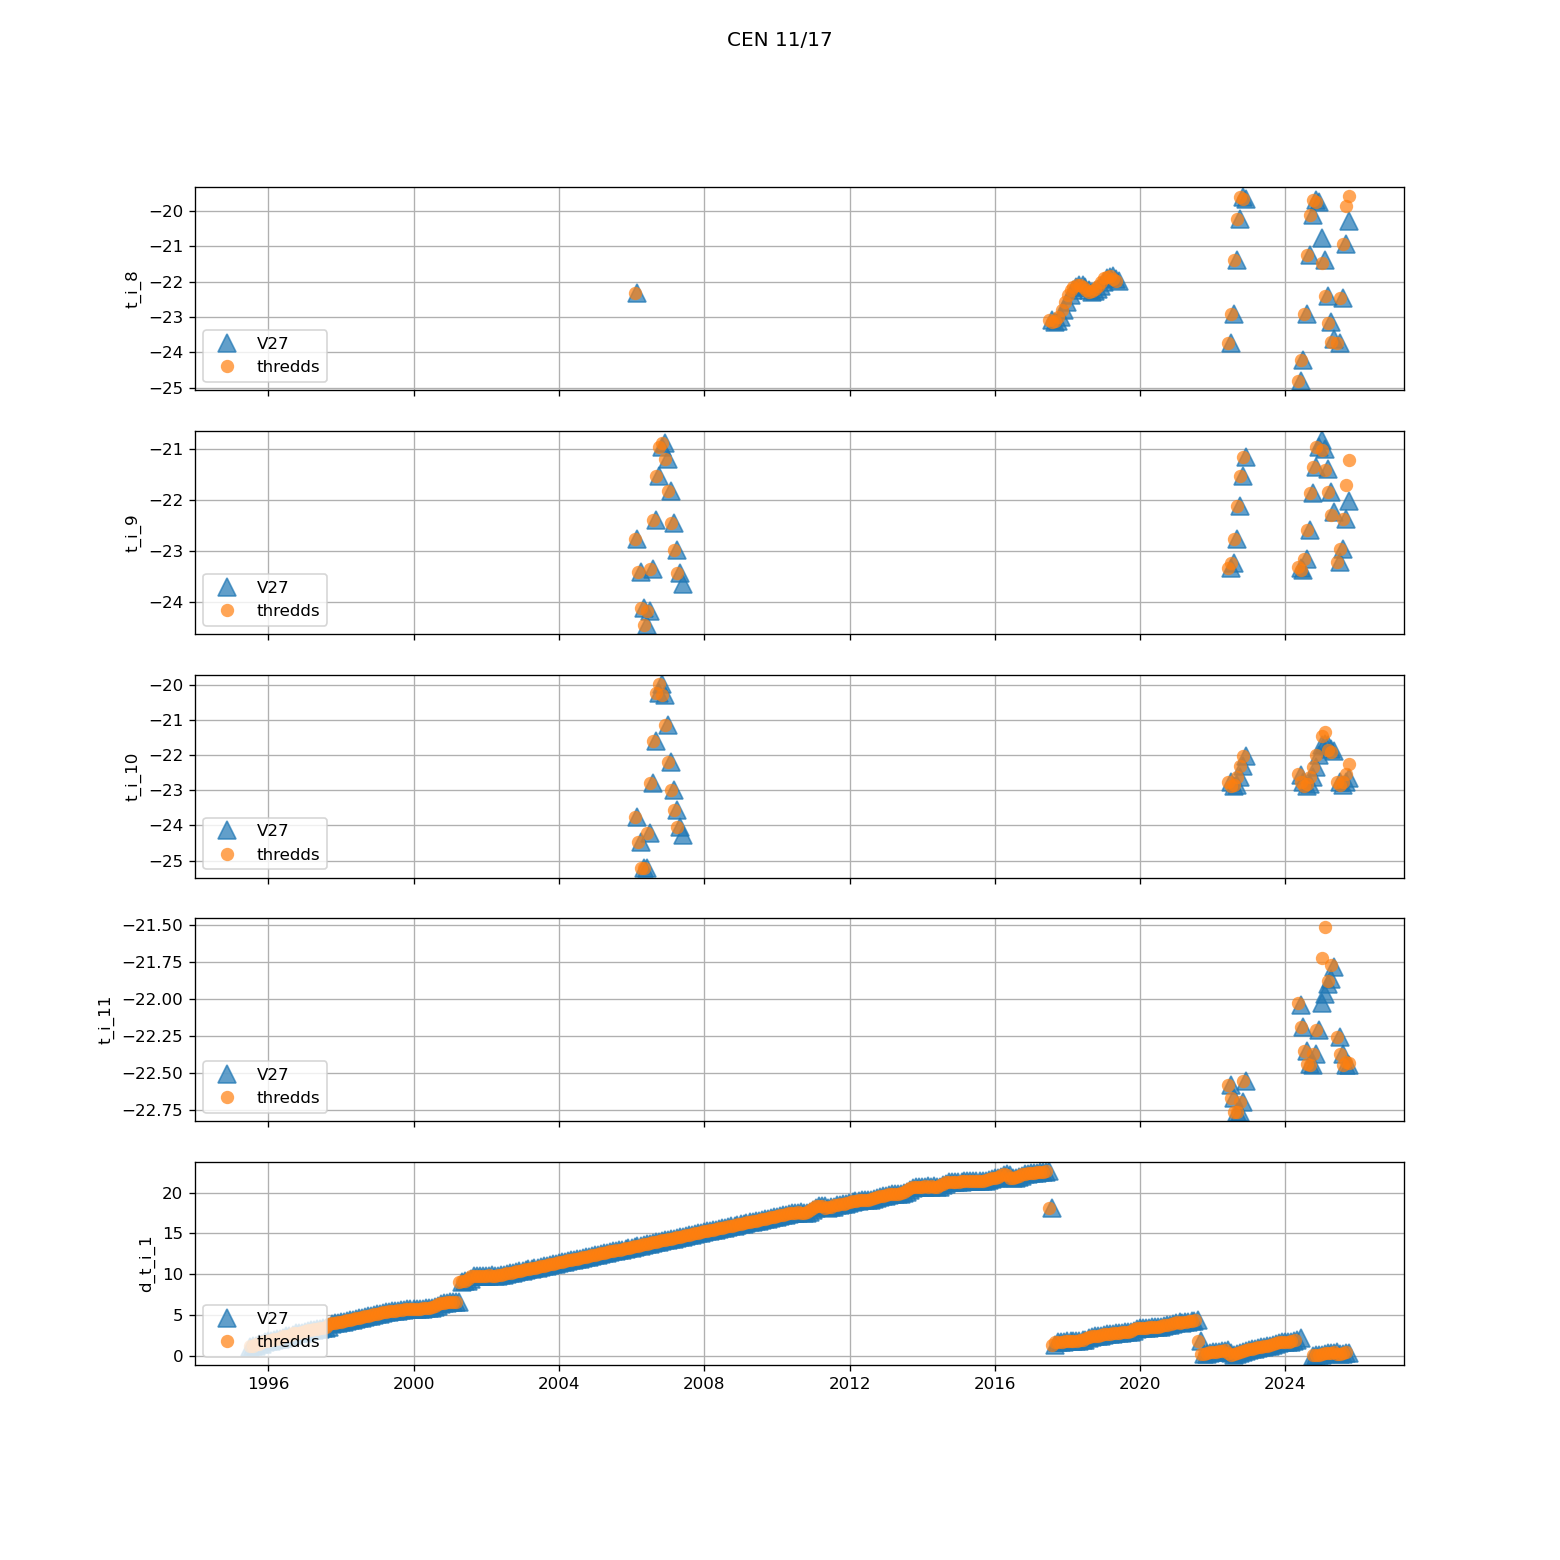 CEN 11/17
−20
−21
−22
−23
−24
−25
t_i_8
V27
thredds
−21
−22
−23
−24
t_i_9
V27
thredds
−20
−21
−22
−23
−24
−25
t_i_10
V27
thredds
−21.50
−21.75
−22.00
−22.25
−22.50
−22.75
t_i_11
V27
thredds
20
15
10
5
0
d_t_i_1
V27
thredds
1996 2000 2004 2008 2012 2016 2020 2024